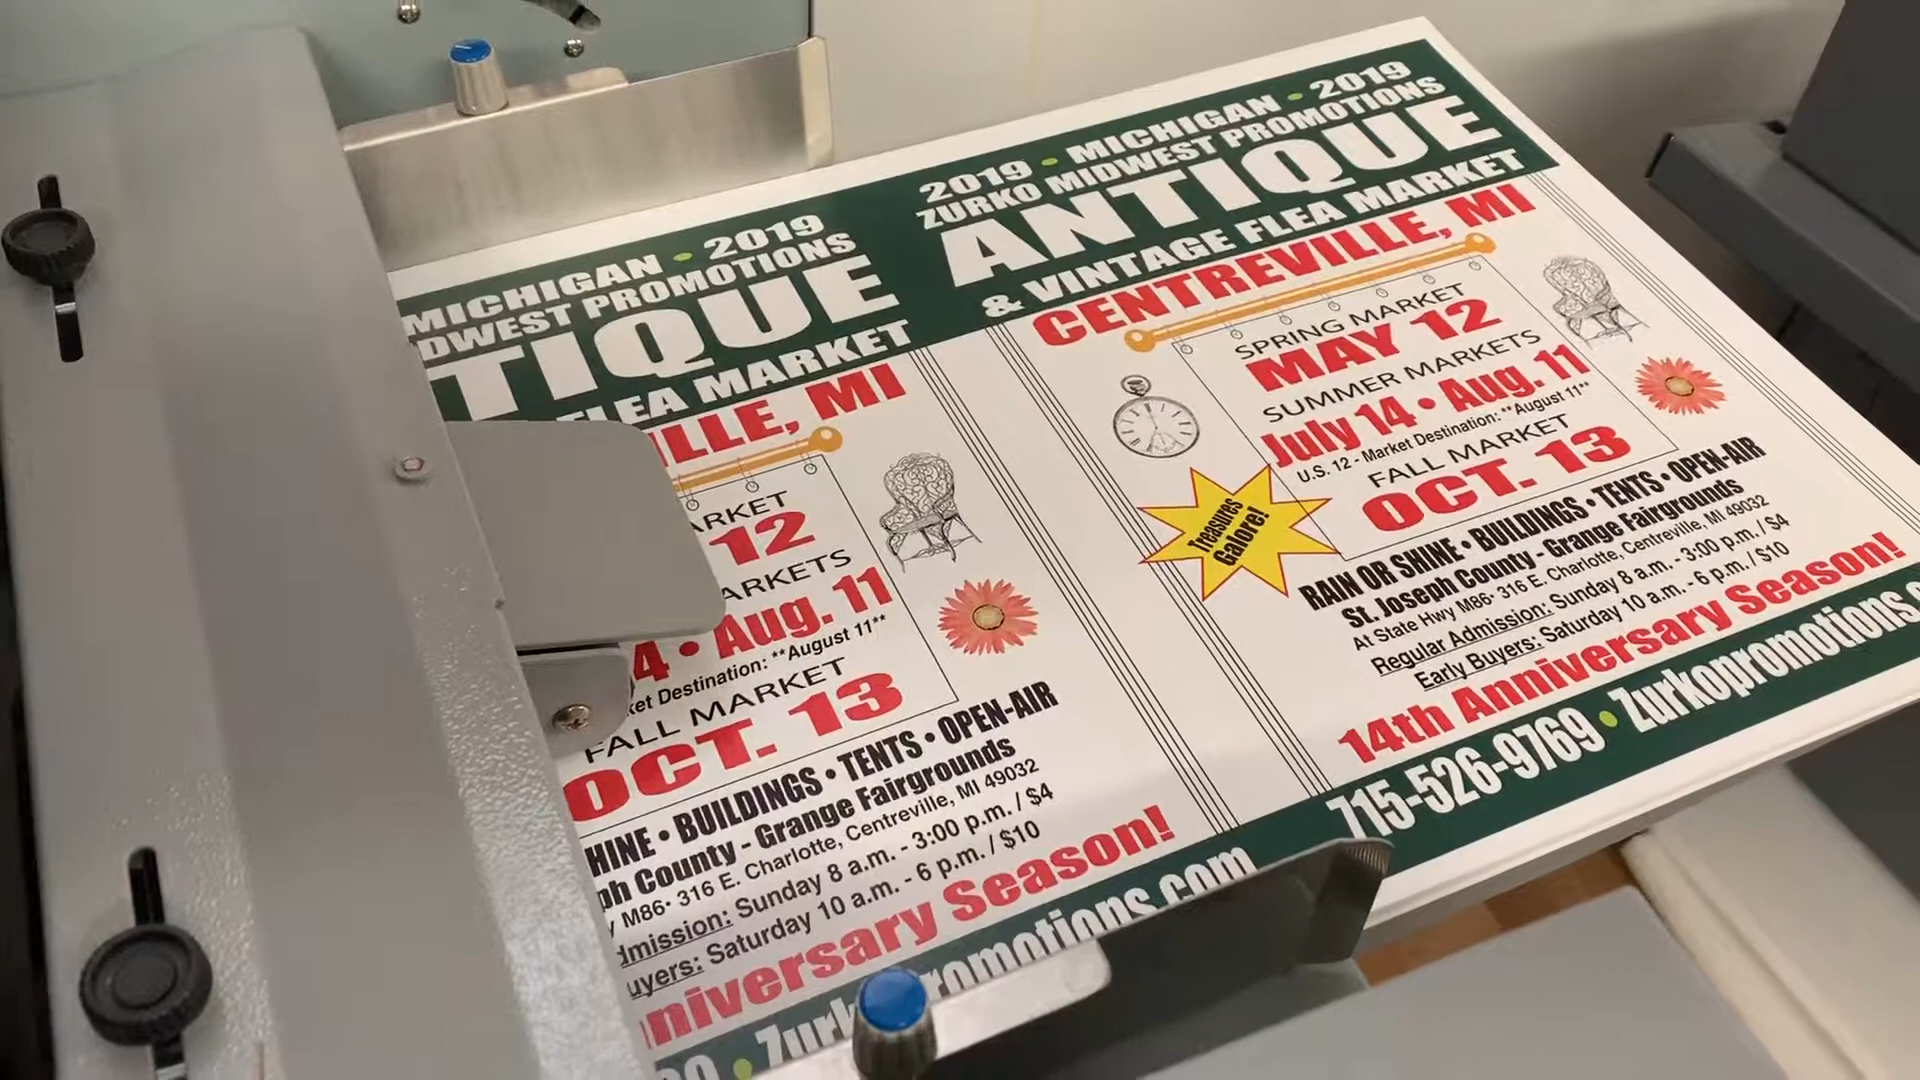 MICHIGAN • 2019
DWEST PROMOTIONS
TIQUE
FLEA MARKET
ILLE, MI
ARKET
12
ARKETS
4 • Aug. 11
ket Destination: **August 11**
FALL MARKET
OCT. 13
HINE • BUILDINGS • TENTS • OPEN-AIR
ph County - Grange Fairgrounds
y M86• 316 E. Charlotte, Centreville, MI 49032
dmission: Sunday 8 a.m. - 3:00 p.m. / $4
uyers: Saturday 10 a.m. - 6 p.m. / $10
nniversary Season!
• Zurk romotions.com
2019 • MICHIGAN • 2019
ZURKO MIDWEST PROMOTIONS
ANTIQUE
& VINTAGE FLEA MARKET
CENTREVILLE, MI
SPRING MARKET
MAY 12
SUMMER MARKETS
July 14 • Aug. 11
U.S. 12 - Market Destination: **August 11**
FALL MARKET
OCT. 13
Treasures
Galore!
RAIN OR SHINE • BUILDINGS • TENTS • OPEN-AIR
St. Joseph County - Grange Fairgrounds
At State Hwy M86• 316 E. Charlotte, Centreville, MI 49032
Regular Admission: Sunday 8 a.m. - 3:00 p.m. / $4
Early Buyers: Saturday 10 a.m. - 6 p.m. / $10
14th Anniversary Season!
715-526-9769 • Zurkopromotions.c